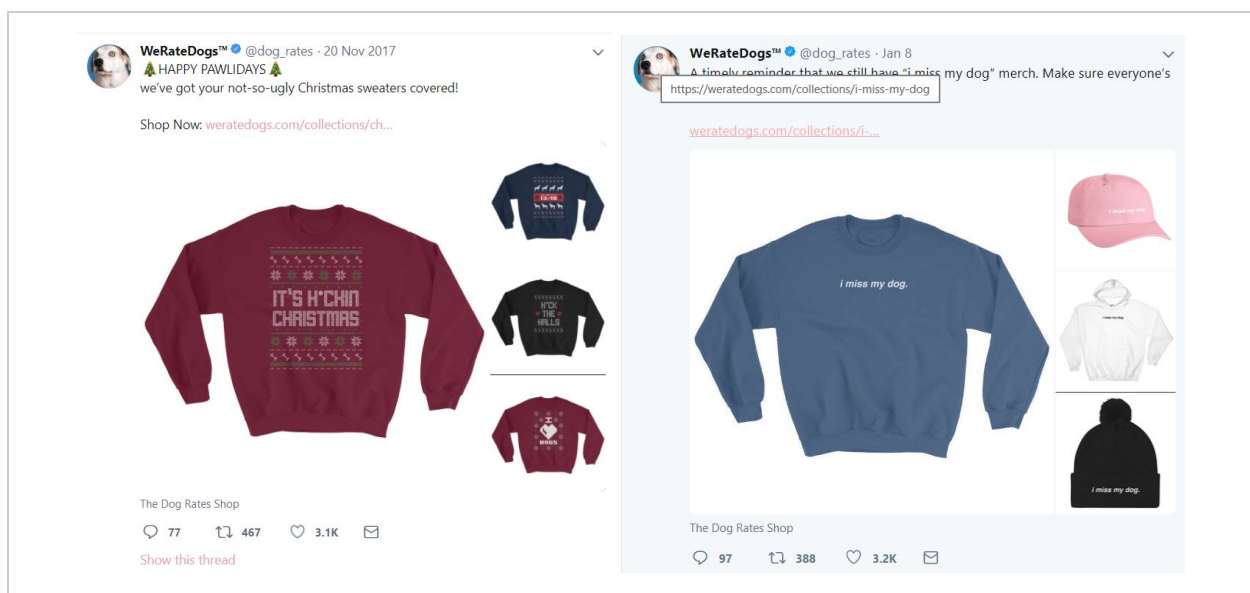 WeRateDogs™ @dog_rates · 20 Nov 2017
🎄HAPPY PAWLIDAYS🎄
we've got your not-so-ugly Christmas sweaters covered!
Shop Now: weratedogs.com/collections/ch...
IT'S H*CKIN
CHRISTMAS
13/10
H*CK
THE
HALLS
I
DOGS
The Dog Rates Shop
77 467 3.1K
Show this thread
WeRateDogs™ @dog_rates · Jan 8
A timely reminder that we still have "i miss my dog" merch. Make sure everyone's
https://weratedogs.com/collections/i-miss-my-dog
weratedogs.com/collections/i-...
i miss my dog.
i miss my dog.
i miss my dog.
i miss my dog.
The Dog Rates Shop
97 388 3.2K